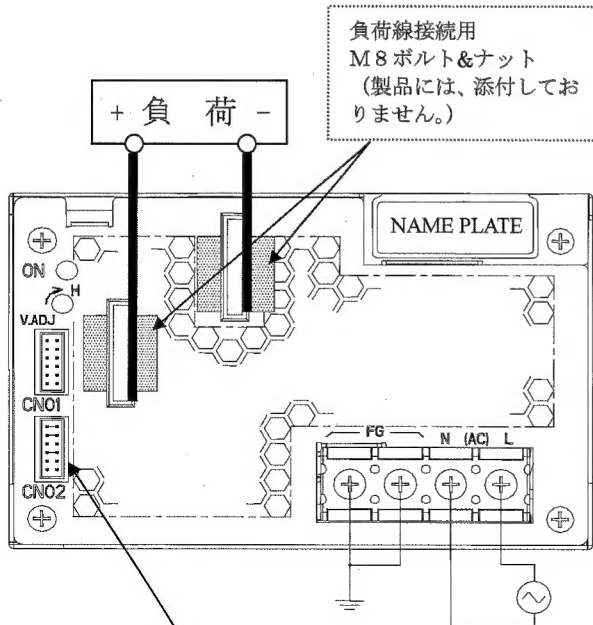 負荷線接続用
M8ボルト&ナット
(製品には、添付してお
りません。)
+ 負 荷 -
NAME PLATE
ON
H
V.ADJ
CN01
CN02
FG N (AC) L